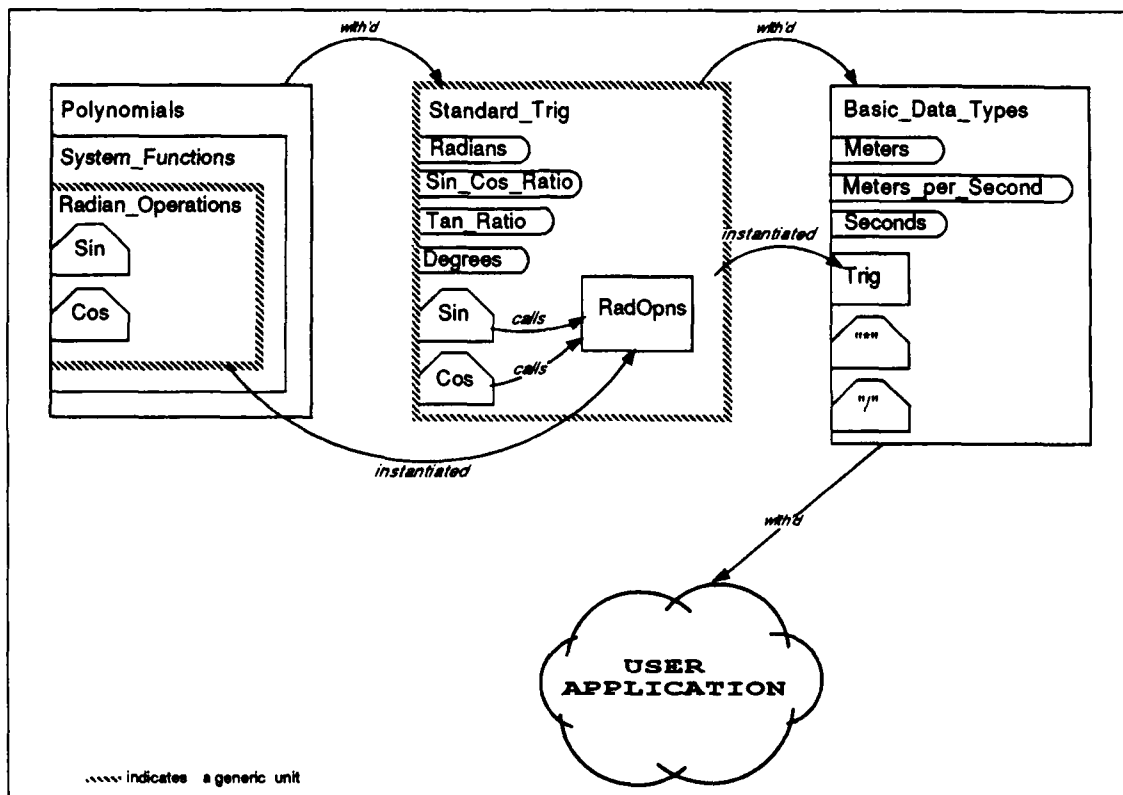 with'd
with'd
Polynomials
System_Functions
Radian_Operations
Sin
Cos
Standard_Trig
Radians
Sin_Cos_Ratio
Tan_Ratio
Degrees
Sin
calls
RadOpns
Cos
calls
instantiated
Basic_Data_Types
Meters
Meters_per_Second
Seconds
instantiated
Trig
"*"
"/"
with'd
USER
APPLICATION
indicates a generic unit